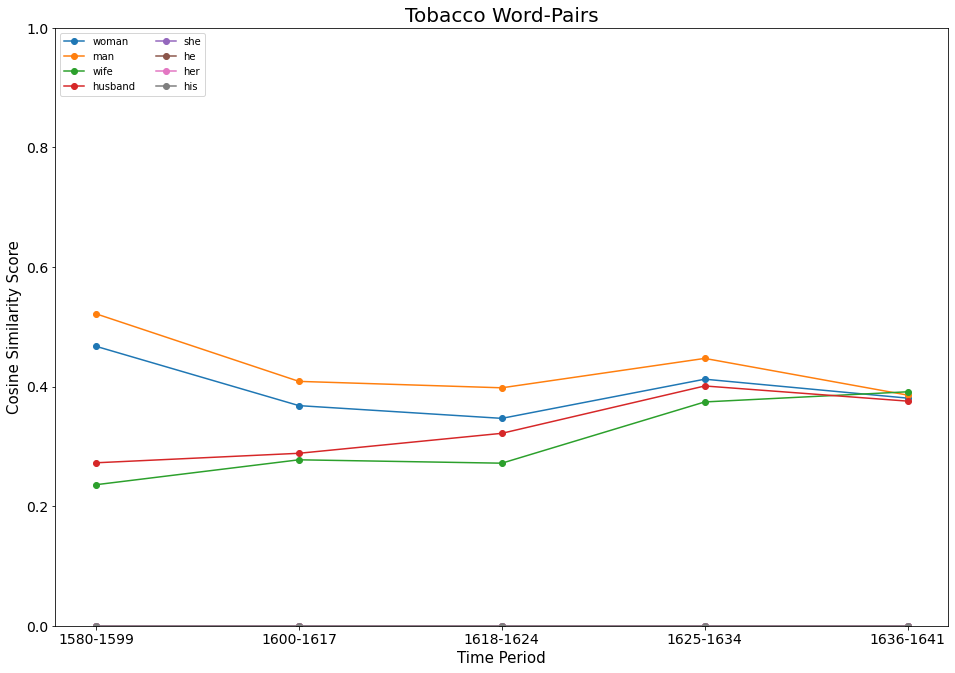 Tobacco Word-Pairs
woman
man
wife
husband
she
he
her
his
1.0
0.8
0.6
0.4
0.2
0.0
Cosine Similarity Score
1580-1599
1600-1617
1618-1624
1625-1634
1636-1641
Time Period